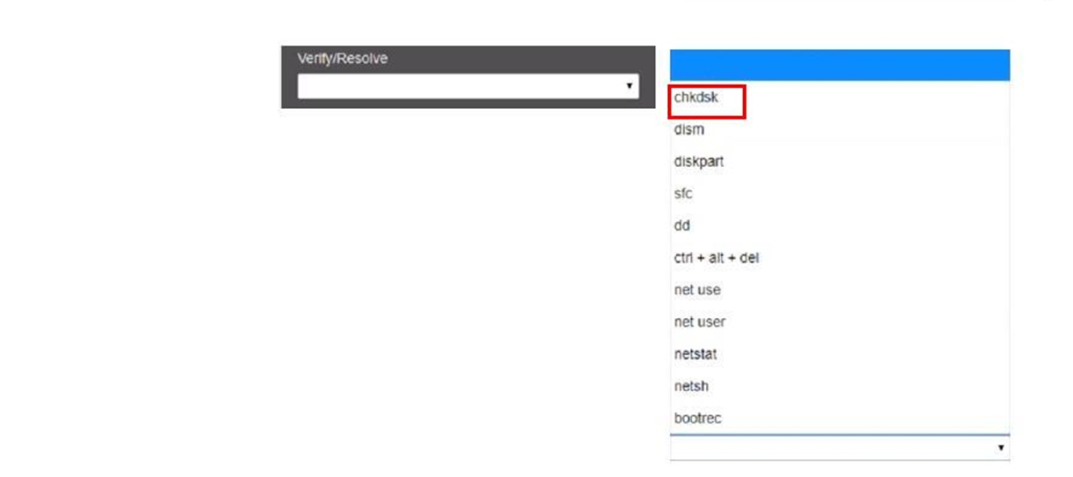 Verify/Resolve
chkdsk
dism
diskpart
sfc
dd
ctrl + alt + del
net use
net user
netstat
netsh
bootrec